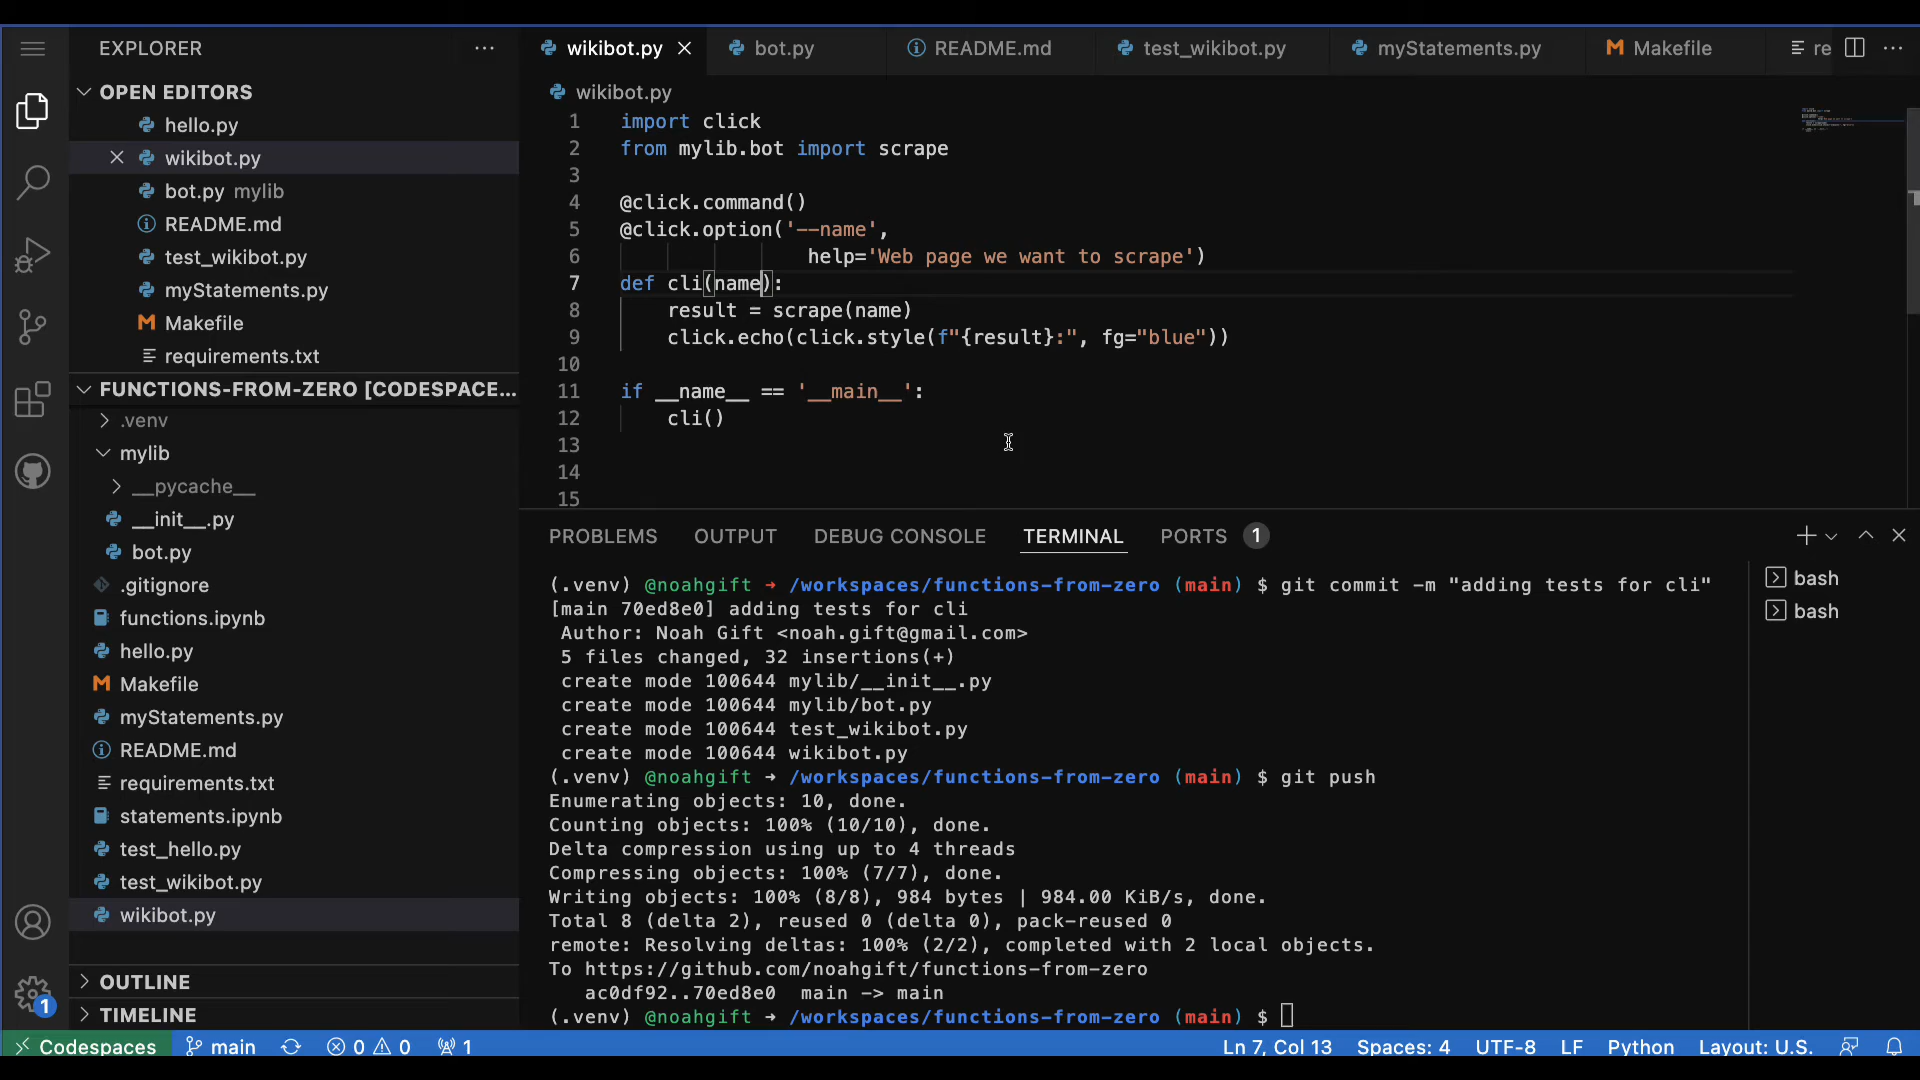 EXPLORER
OPEN EDITORS
hello.py
wikibot.py
bot.py mylib
README.md
test_wikibot.py
myStatements.py
Makefile
requirements.txt
FUNCTIONS-FROM-ZERO [CODESPACE...
.venv
mylib
__pycache__
__init__.py
bot.py
.gitignore
functions.ipynb
hello.py
Makefile
myStatements.py
README.md
requirements.txt
statements.ipynb
test_hello.py
test_wikibot.py
wikibot.py
OUTLINE
TIMELINE
1
wikibot.py bot.py README.md test_wikibot.py myStatements.py Makefile re
wikibot.py
1 import click
2 from mylib.bot import scrape
3
4 @click.command()
5 @click.option('--name',
6 help='Web page we want to scrape')
7 def cli(name):
8 result = scrape(name)
9 click.echo(click.style(f"{result}:", fg="blue"))
10
11 if __name__ == '__main__':
12 cli()
13
14
15
PROBLEMS OUTPUT DEBUG CONSOLE TERMINAL PORTS 1
(.venv) @noahgift ➜ /workspaces/functions-from-zero (main) $ git commit -m "adding tests for cli"
[main 70ed8e0] adding tests for cli
Author: Noah Gift <noah.gift@gmail.com>
5 files changed, 32 insertions(+)
create mode 100644 mylib/__init__.py
create mode 100644 mylib/bot.py
create mode 100644 test_wikibot.py
create mode 100644 wikibot.py
(.venv) @noahgift ➜ /workspaces/functions-from-zero (main) $ git push
Enumerating objects: 10, done.
Counting objects: 100% (10/10), done.
Delta compression using up to 4 threads
Compressing objects: 100% (7/7), done.
Writing objects: 100% (8/8), 984 bytes | 984.00 KiB/s, done.
Total 8 (delta 2), reused 0 (delta 0), pack-reused 0
remote: Resolving deltas: 100% (2/2), completed with 2 local objects.
To https://github.com/noahgift/functions-from-zero
ac0df92..70ed8e0 main -> main
(.venv) @noahgift ➜ /workspaces/functions-from-zero (main) $
bash
bash
Codespaces main 0 0 1 Ln 7, Col 13 Spaces: 4 UTF-8 LF Python Layout: U.S.